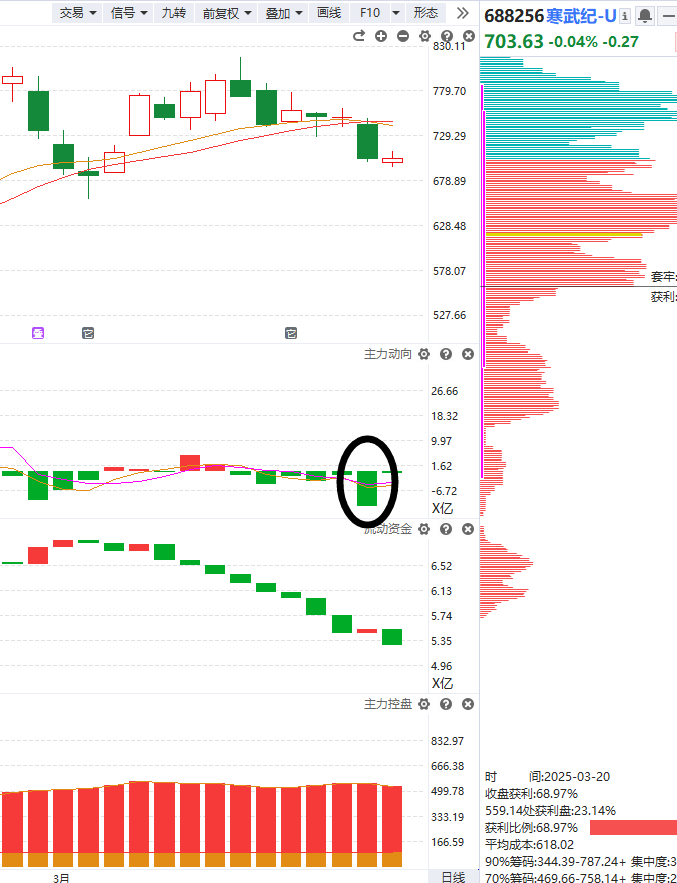 交易 信号 九转 前复权 叠加 画线 F10 形态
688256 寒武纪-U
703.63 -0.04% -0.27
830.11
779.70
729.29
678.89
628.48
578.07
527.66
套牢:
获利:
主力动向
26.66
18.32
9.97
1.62
-6.72
X亿
流动资金
6.52
6.13
5.74
5.35
4.96
X亿
主力控盘
832.97
666.38
499.78
333.19
166.59
3月
日线
时 间:2025-03-20
收盘获利:68.97%
559.14处获利盘:23.14%
获利比例:68.97%
平均成本:618.02
90%筹码:344.39-787.24+ 集中度:3
70%筹码:469.66-758.14+ 集中度:2